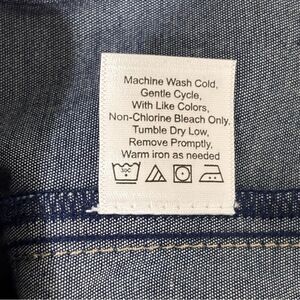 Machine Wash Cold,
Gentle Cycle,
With Like Colors,
Non-Chlorine Bleach Only,
Tumble Dry Low,
Remove Promptly,
Warm iron as needed
30C